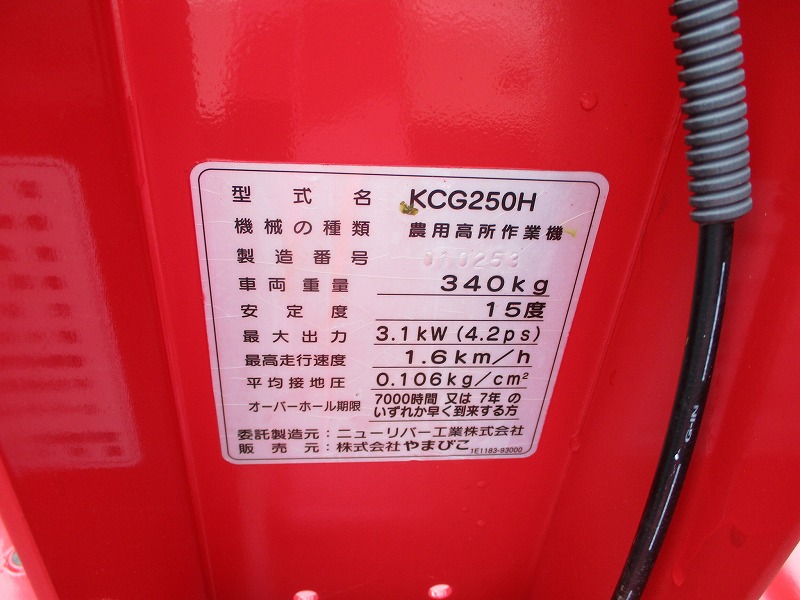 型式名 KCG250H
機械の種類 農用高所作業機
製造番号 010253
車両重量 340kg
安定度 15度
最大出力 3.1kW(4.2ps)
最高走行速度 1.6km/h
平均接地圧 0.106kg/cm²
オーバーホール期限 7000時間 又は 7年 の
いずれか早く到来する方
委託製造元：ニューリバー工業株式会社
販売元：株式会社やまびこ 1E1183-93000
G-IN